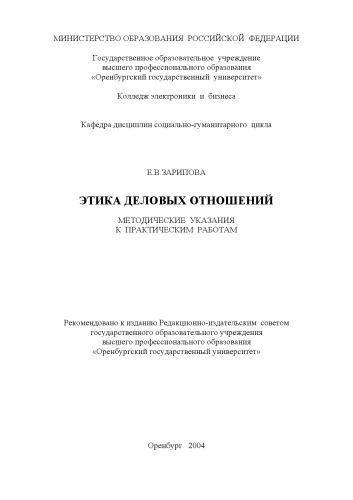 МИНИСТЕРСТВО ОБРАЗОВАНИЯ РОССИЙСКОЙ ФЕДЕРАЦИИ
Государственное образовательное учреждение
высшего профессионального образования
«Оренбургский государственный университет»
Колледж электроники и бизнеса
Кафедра дисциплин социально-гуманитарного цикла
Е.В.ЗАРИПОВА
ЭТИКА ДЕЛОВЫХ ОТНОШЕНИЙ
МЕТОДИЧЕСКИЕ УКАЗАНИЯ
К ПРАКТИЧЕСКИМ РАБОТАМ
Рекомендовано к изданию Редакционно-издательским советом
государственного образовательного учреждения
высшего профессионального образования
«Оренбургский государственный университет»
Оренбург 2004